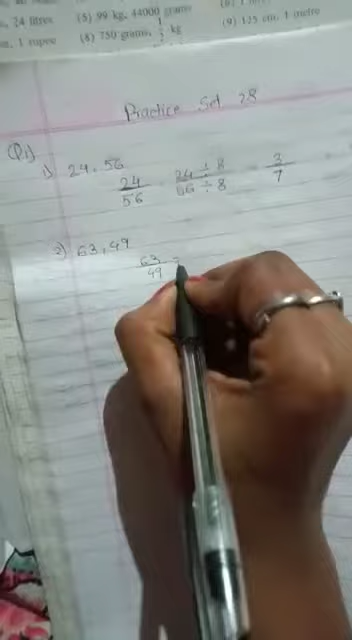 24 litres (5) 99 kg, 44000 grams
1 rupee (8) 750 grams, 1/2 kg (9) 125 cm, 1 metre
Practice Set 28
Q.1)
1) 24, 56
24/56 = 24 ÷ 8 / 56 ÷ 8 = 3/7
2) 63, 49
63/49 =